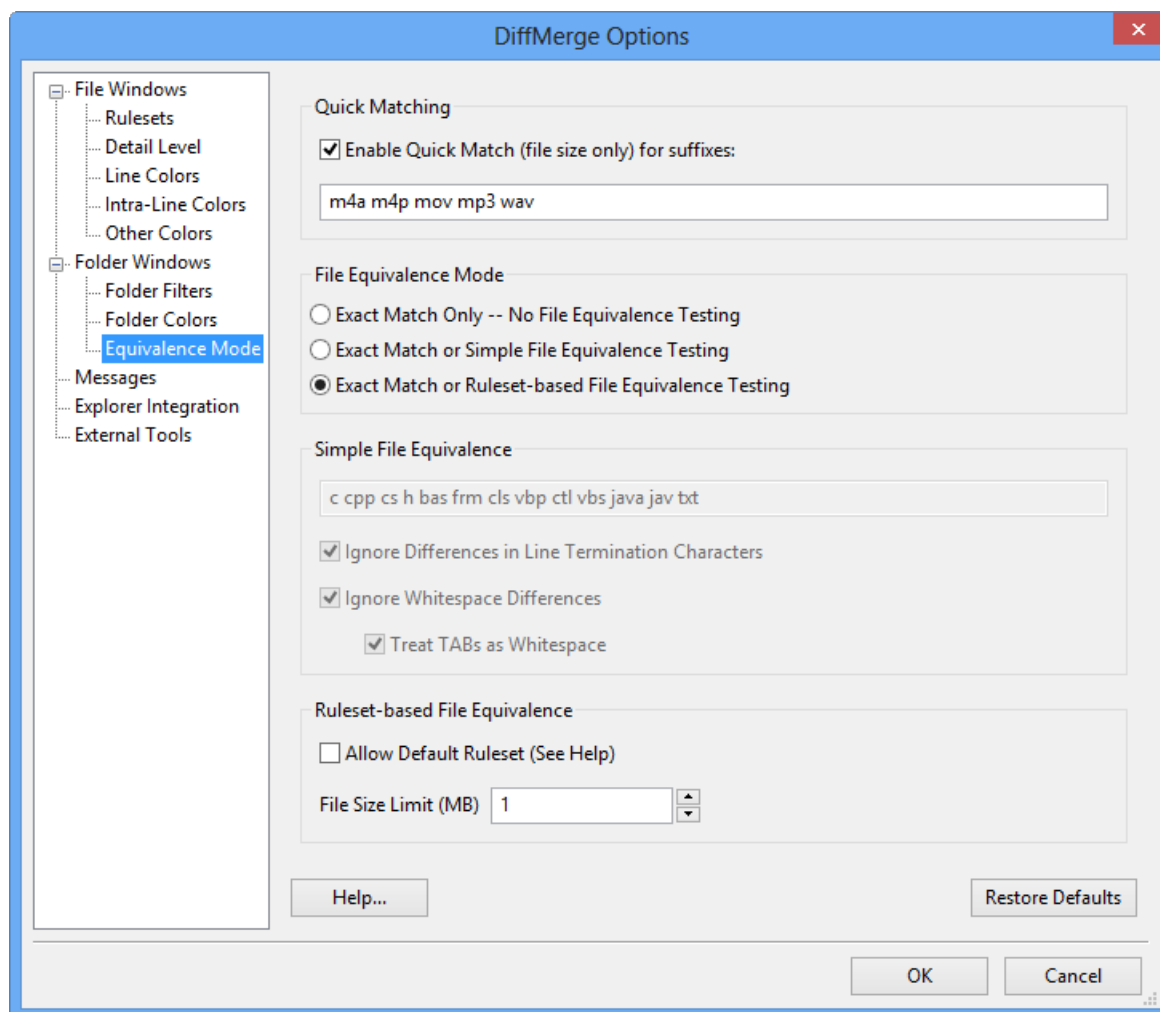 DiffMerge Options
File Windows
Rulesets
Detail Level
Line Colors
Intra-Line Colors
Other Colors
Folder Windows
Folder Filters
Folder Colors
Equivalence Mode
Messages
Explorer Integration
External Tools
Quick Matching
Enable Quick Match (file size only) for suffixes:
m4a m4p mov mp3 wav
File Equivalence Mode
Exact Match Only -- No File Equivalence Testing
Exact Match or Simple File Equivalence Testing
Exact Match or Ruleset-based File Equivalence Testing
Simple File Equivalence
c cpp cs h bas frm cls vbp ctl vbs java jav txt
Ignore Differences in Line Termination Characters
Ignore Whitespace Differences
Treat TABs as Whitespace
Ruleset-based File Equivalence
Allow Default Ruleset (See Help)
File Size Limit (MB) 1
Help... Restore Defaults
OK Cancel